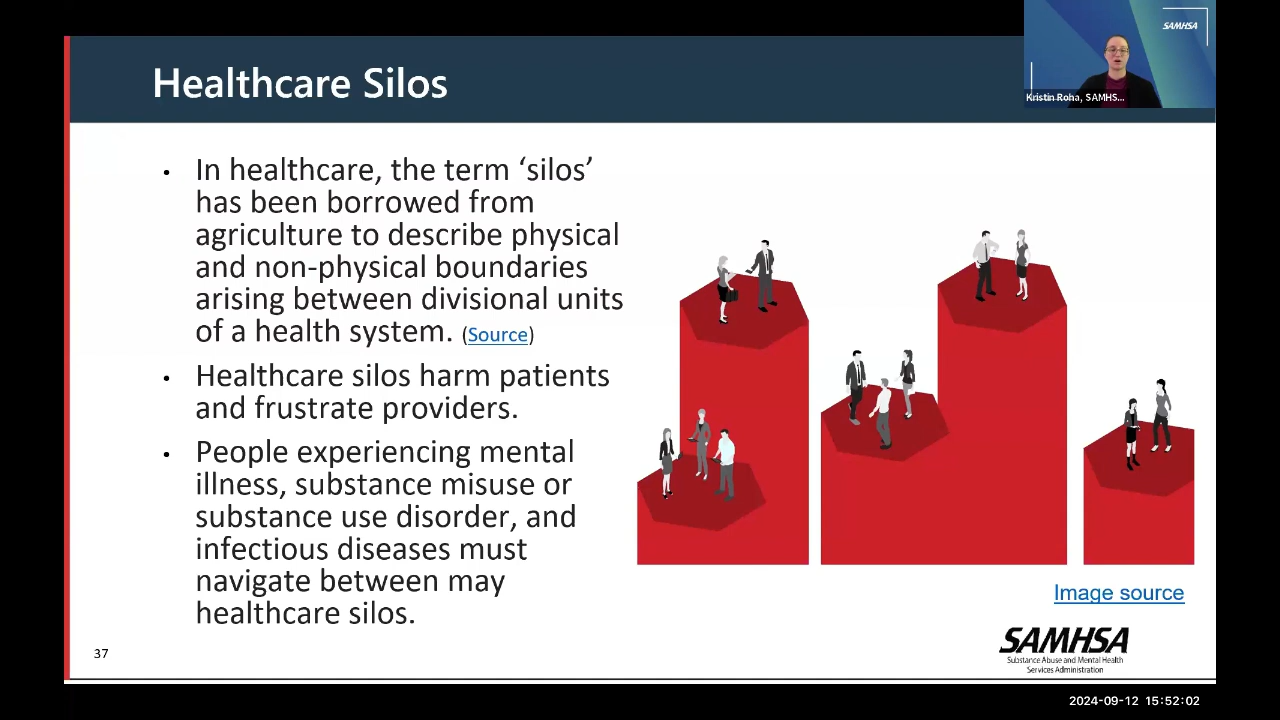 Healthcare Silos
SAMHSA
Kristin Roha, SAMHS...
• In healthcare, the term ‘silos’
has been borrowed from
agriculture to describe physical
and non-physical boundaries
arising between divisional units
of a health system. (Source)
• Healthcare silos harm patients
and frustrate providers.
• People experiencing mental
illness, substance misuse or
substance use disorder, and
infectious diseases must
navigate between may
healthcare silos.
Image source
SAMHSA
Substance Abuse and Mental Health
Services Administration
37
2024-09-12 15:52:02